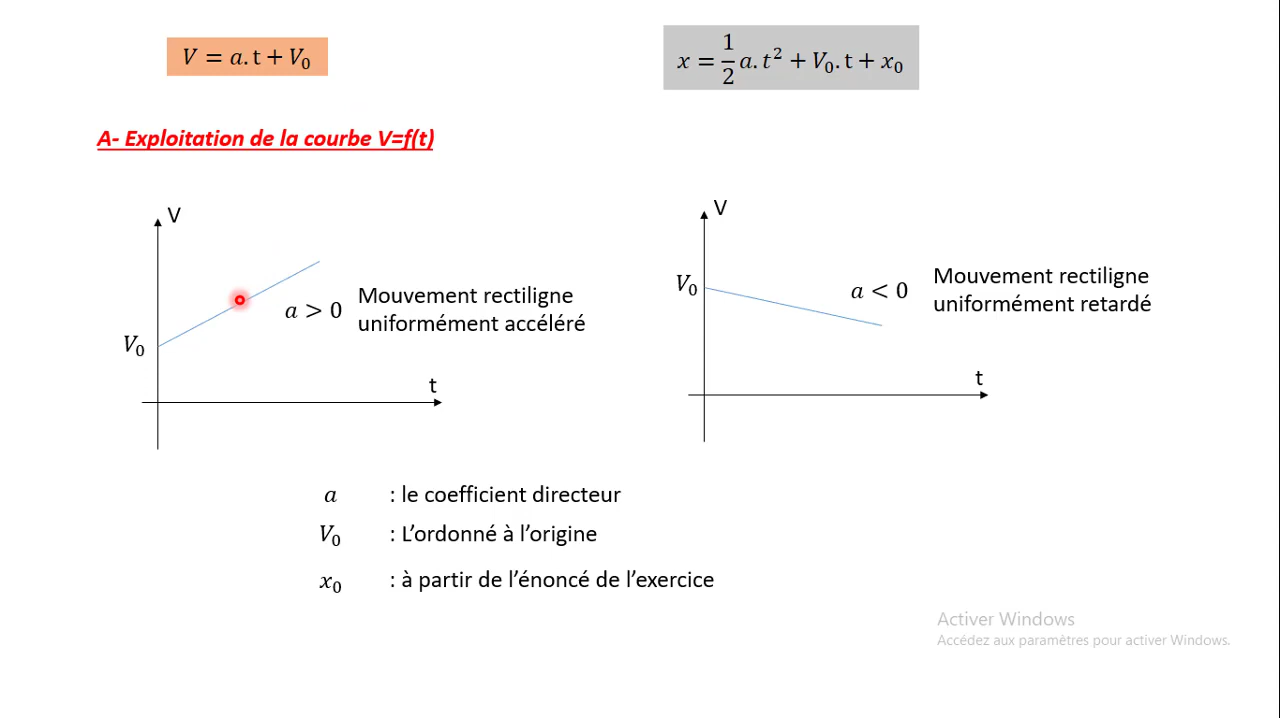 V = a.t + V₀
x = 1/2 a.t² + V₀.t + x₀
A- Exploitation de la courbe V=f(t)
V
V₀
a > 0
Mouvement rectiligne
uniformément accéléré
t
V
V₀
a < 0
Mouvement rectiligne
uniformément retardé
t
a : le coefficient directeur
V₀ : L’ordonné à l’origine
x₀ : à partir de l’énoncé de l’exercice
Activer Windows
Accédez aux paramètres pour activer Windows.